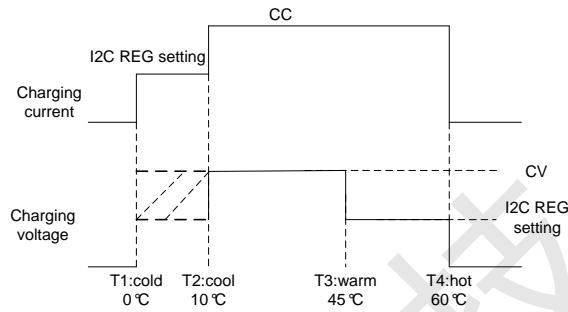 CC
I2C REG setting
Charging
current
CV
I2C REG
setting
Charging
voltage
T1:cold
0℃
T2:cool
10℃
T3:warm
45℃
T4:hot
60℃